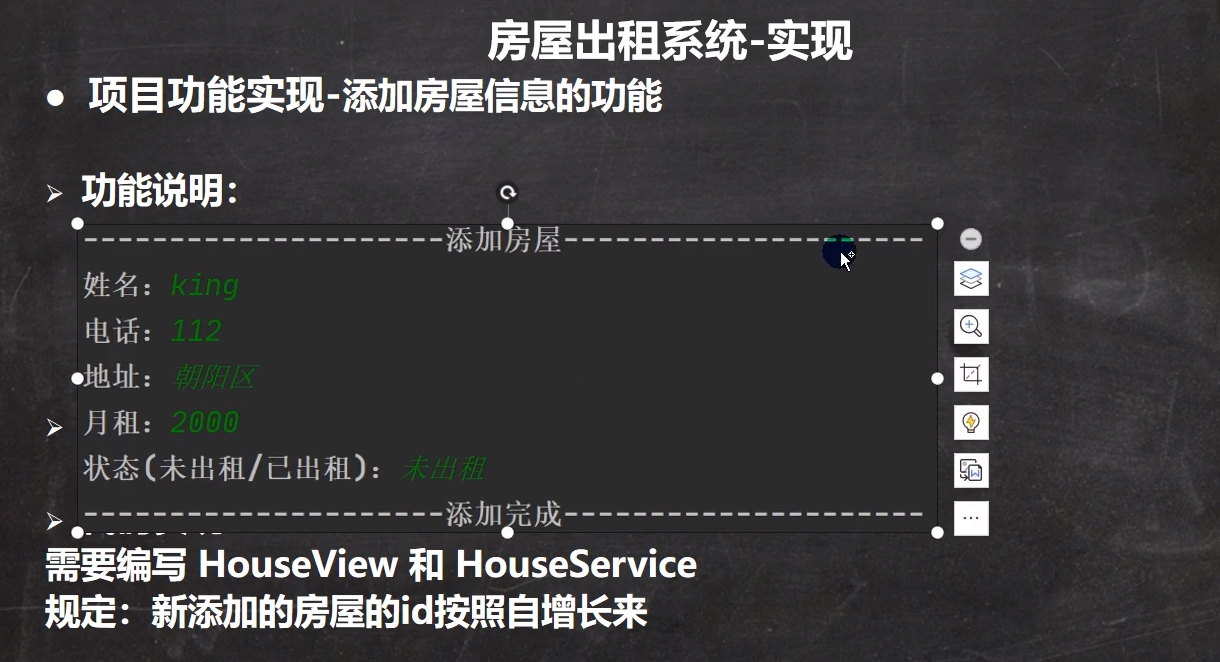 房屋出租系统-实现
● 项目功能实现-添加房屋信息的功能
➢ 功能说明：
---------------------添加房屋---------------------
姓名：king
电话：112
地址：朝阳区
月租：2000
状态(未出租/已出租)：未出租
---------------------添加完成---------------------
需要编写 HouseView 和 HouseService
规定：新添加的房屋的id按照自增长来